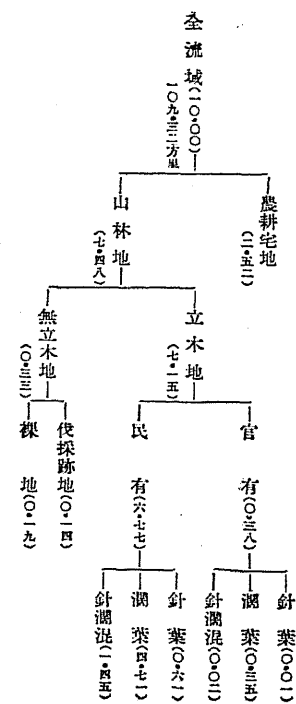 全流域(一〇・〇〇)
一〇九・三二方里
農耕宅地
(二・五二)
山林地
(七・四八)
立木地
(七・一五)
無立木地
(〇・三三)
官有(〇・三八)
民有(六・七七)
伐採跡地(〇・一四)
裸地(〇・一九)
針葉(〇・〇一)
濶葉(〇・三五)
針濶混(〇・〇二)
針葉(〇・六一)
濶葉(四・七一)
針濶混(一・四五)